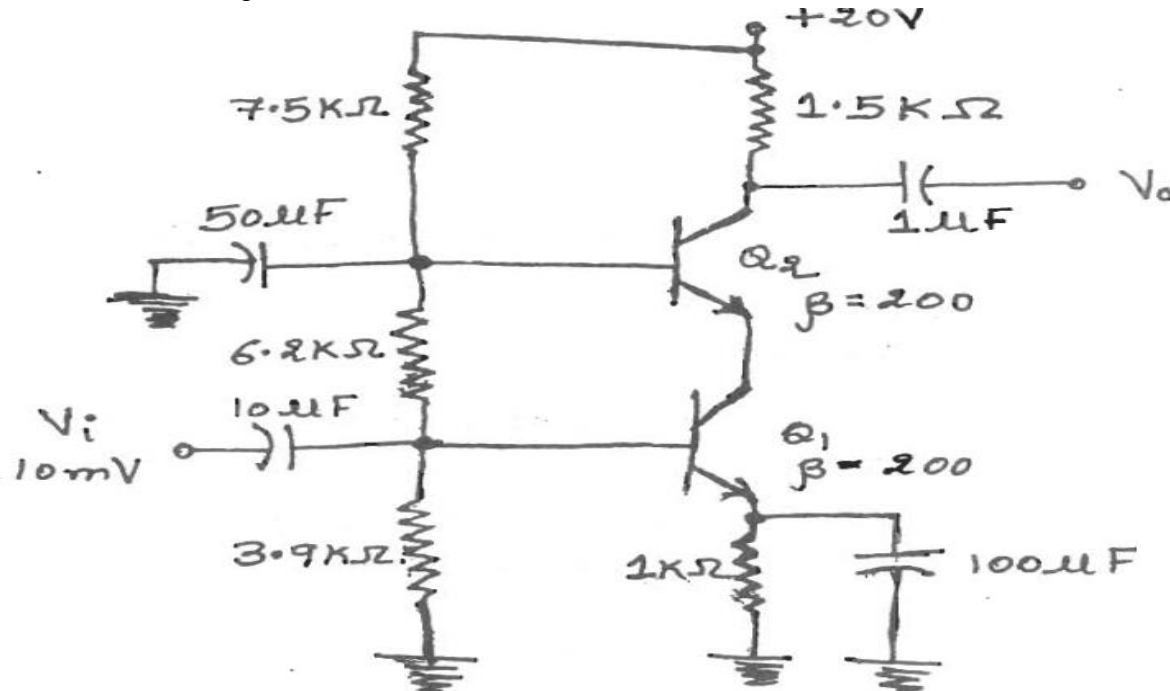 +20V
7.5KΩ
1.5KΩ
50µF
Vo
1µF
Q2
β=200
6.2KΩ
10µF
Vi
10mV
Q1
β=200
3.9KΩ
1KΩ
100µF